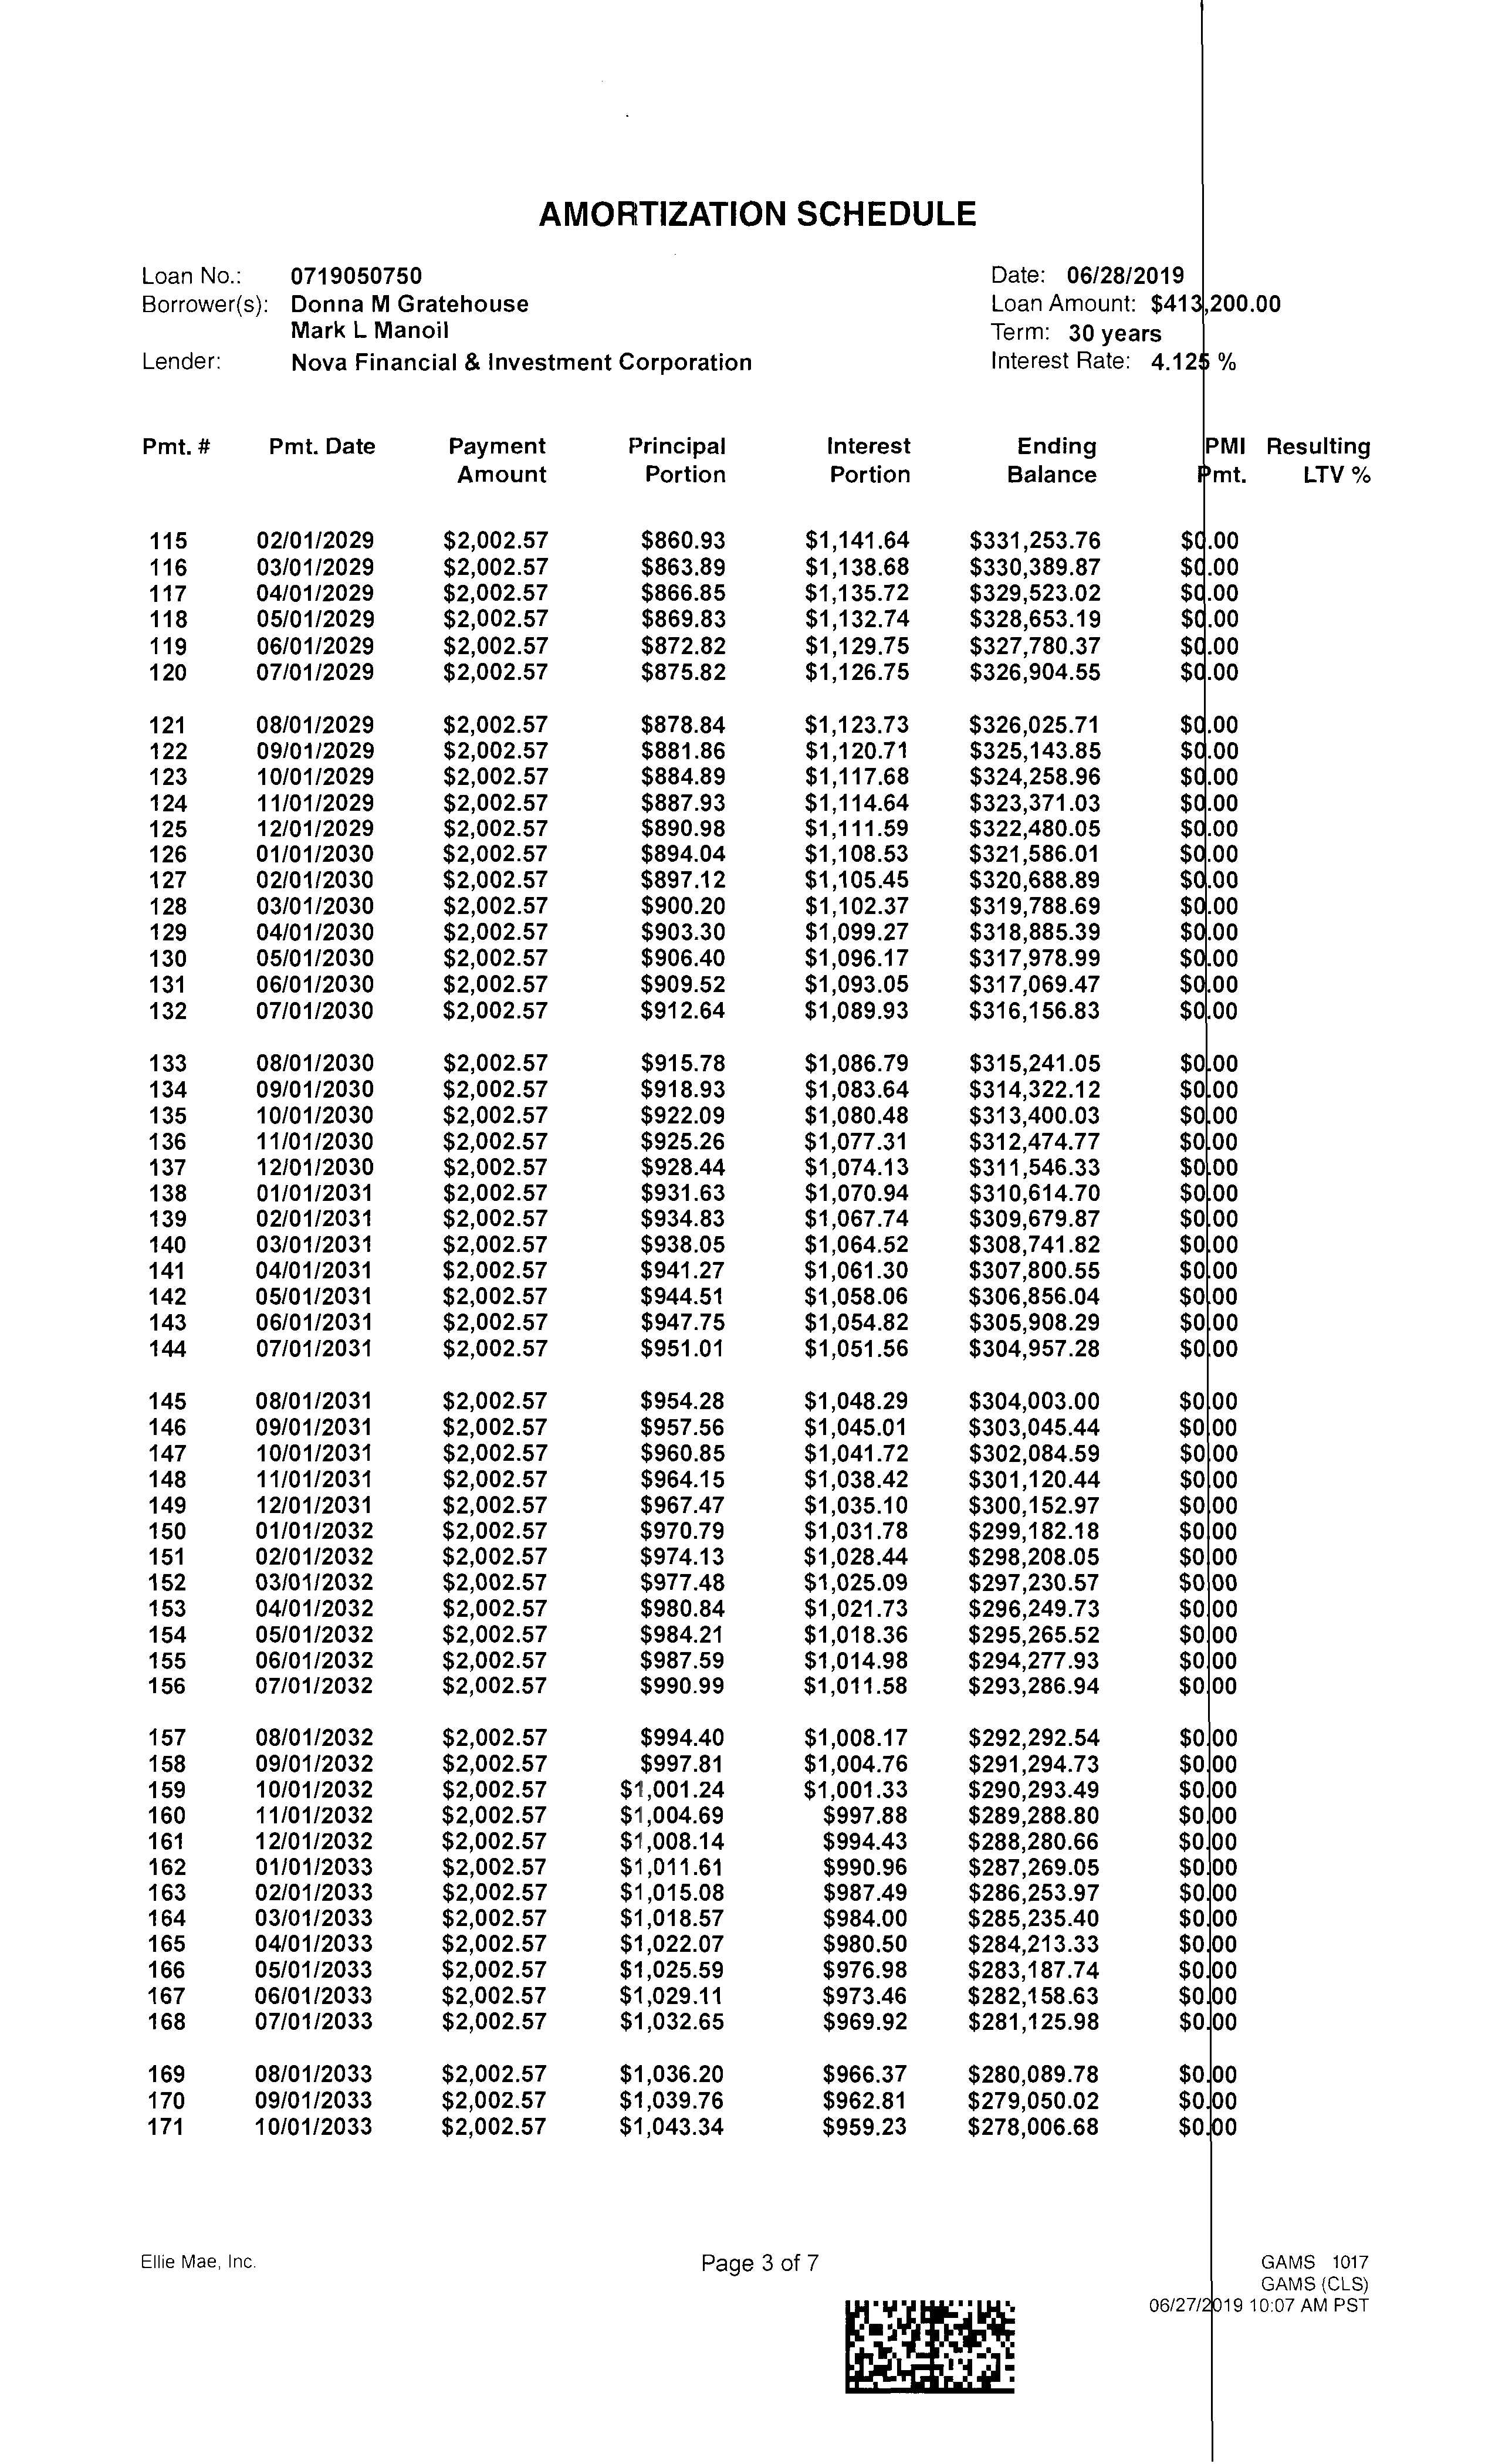 AMORTIZATION SCHEDULE
Loan No.: 0719050750 Date: 06/28/2019
Borrower(s): Donna M Gratehouse Loan Amount: $413,200.00
Mark L Manoil Term: 30 years
Lender: Nova Financial & Investment Corporation Interest Rate: 4.125 %
Pmt. # Pmt. Date Payment Principal Interest Ending PMI Resulting
Amount Portion Portion Balance Pmt. LTV %
115 02/01/2029 $2,002.57 $860.93 $1,141.64 $331,253.76 $0.00
116 03/01/2029 $2,002.57 $863.89 $1,138.68 $330,389.87 $0.00
117 04/01/2029 $2,002.57 $866.85 $1,135.72 $329,523.02 $0.00
118 05/01/2029 $2,002.57 $869.83 $1,132.74 $328,653.19 $0.00
119 06/01/2029 $2,002.57 $872.82 $1,129.75 $327,780.37 $0.00
120 07/01/2029 $2,002.57 $875.82 $1,126.75 $326,904.55 $0.00
121 08/01/2029 $2,002.57 $878.84 $1,123.73 $326,025.71 $0.00
122 09/01/2029 $2,002.57 $881.86 $1,120.71 $325,143.85 $0.00
123 10/01/2029 $2,002.57 $884.89 $1,117.68 $324,258.96 $0.00
124 11/01/2029 $2,002.57 $887.93 $1,114.64 $323,371.03 $0.00
125 12/01/2029 $2,002.57 $890.98 $1,111.59 $322,480.05 $0.00
126 01/01/2030 $2,002.57 $894.04 $1,108.53 $321,586.01 $0.00
127 02/01/2030 $2,002.57 $897.12 $1,105.45 $320,688.89 $0.00
128 03/01/2030 $2,002.57 $900.20 $1,102.37 $319,788.69 $0.00
129 04/01/2030 $2,002.57 $903.30 $1,099.27 $318,885.39 $0.00
130 05/01/2030 $2,002.57 $906.40 $1,096.17 $317,978.99 $0.00
131 06/01/2030 $2,002.57 $909.52 $1,093.05 $317,069.47 $0.00
132 07/01/2030 $2,002.57 $912.64 $1,089.93 $316,156.83 $0.00
133 08/01/2030 $2,002.57 $915.78 $1,086.79 $315,241.05 $0.00
134 09/01/2030 $2,002.57 $918.93 $1,083.64 $314,322.12 $0.00
135 10/01/2030 $2,002.57 $922.09 $1,080.48 $313,400.03 $0.00
136 11/01/2030 $2,002.57 $925.26 $1,077.31 $312,474.77 $0.00
137 12/01/2030 $2,002.57 $928.44 $1,074.13 $311,546.33 $0.00
138 01/01/2031 $2,002.57 $931.63 $1,070.94 $310,614.70 $0.00
139 02/01/2031 $2,002.57 $934.83 $1,067.74 $309,679.87 $0.00
140 03/01/2031 $2,002.57 $938.05 $1,064.52 $308,741.82 $0.00
141 04/01/2031 $2,002.57 $941.27 $1,061.30 $307,800.55 $0.00
142 05/01/2031 $2,002.57 $944.51 $1,058.06 $306,856.04 $0.00
143 06/01/2031 $2,002.57 $947.75 $1,054.82 $305,908.29 $0.00
144 07/01/2031 $2,002.57 $951.01 $1,051.56 $304,957.28 $0.00
145 08/01/2031 $2,002.57 $954.28 $1,048.29 $304,003.00 $0.00
146 09/01/2031 $2,002.57 $957.56 $1,045.01 $303,045.44 $0.00
147 10/01/2031 $2,002.57 $960.85 $1,041.72 $302,084.59 $0.00
148 11/01/2031 $2,002.57 $964.15 $1,038.42 $301,120.44 $0.00
149 12/01/2031 $2,002.57 $967.47 $1,035.10 $300,152.97 $0.00
150 01/01/2032 $2,002.57 $970.79 $1,031.78 $299,182.18 $0.00
151 02/01/2032 $2,002.57 $974.13 $1,028.44 $298,208.05 $0.00
152 03/01/2032 $2,002.57 $977.48 $1,025.09 $297,230.57 $0.00
153 04/01/2032 $2,002.57 $980.84 $1,021.73 $296,249.73 $0.00
154 05/01/2032 $2,002.57 $984.21 $1,018.36 $295,265.52 $0.00
155 06/01/2032 $2,002.57 $987.59 $1,014.98 $294,277.93 $0.00
156 07/01/2032 $2,002.57 $990.99 $1,011.58 $293,286.94 $0.00
157 08/01/2032 $2,002.57 $994.40 $1,008.17 $292,292.54 $0.00
158 09/01/2032 $2,002.57 $997.81 $1,004.76 $291,294.73 $0.00
159 10/01/2032 $2,002.57 $1,001.24 $1,001.33 $290,293.49 $0.00
160 11/01/2032 $2,002.57 $1,004.69 $997.88 $289,288.80 $0.00
161 12/01/2032 $2,002.57 $1,008.14 $994.43 $288,280.66 $0.00
162 01/01/2033 $2,002.57 $1,011.61 $990.96 $287,269.05 $0.00
163 02/01/2033 $2,002.57 $1,015.08 $987.49 $286,253.97 $0.00
164 03/01/2033 $2,002.57 $1,018.57 $984.00 $285,235.40 $0.00
165 04/01/2033 $2,002.57 $1,022.07 $980.50 $284,213.33 $0.00
166 05/01/2033 $2,002.57 $1,025.59 $976.98 $283,187.74 $0.00
167 06/01/2033 $2,002.57 $1,029.11 $973.46 $282,158.63 $0.00
168 07/01/2033 $2,002.57 $1,032.65 $969.92 $281,125.98 $0.00
169 08/01/2033 $2,002.57 $1,036.20 $966.37 $280,089.78 $0.00
170 09/01/2033 $2,002.57 $1,039.76 $962.81 $279,050.02 $0.00
171 10/01/2033 $2,002.57 $1,043.34 $959.23 $278,006.68 $0.00
Ellie Mae, Inc. Page 3 of 7 GAMS 1017
GAMS (CLS)
06/27/2019 10:07 AM PST